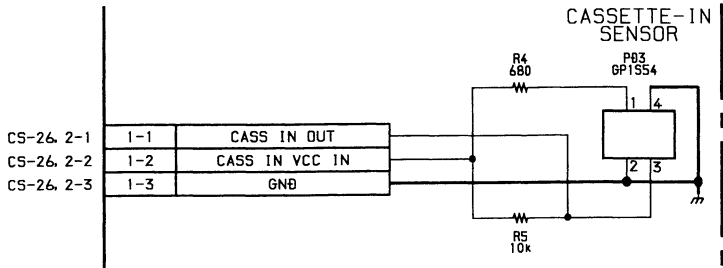 CASSETTE-IN
SENSOR
R4
680
PD3
GP1S54
1 4
CS-26, 2-1 1-1 CASS IN OUT
CS-26, 2-2 1-2 CASS IN VCC IN
CS-26, 2-3 1-3 GND
2 3
R5
10k